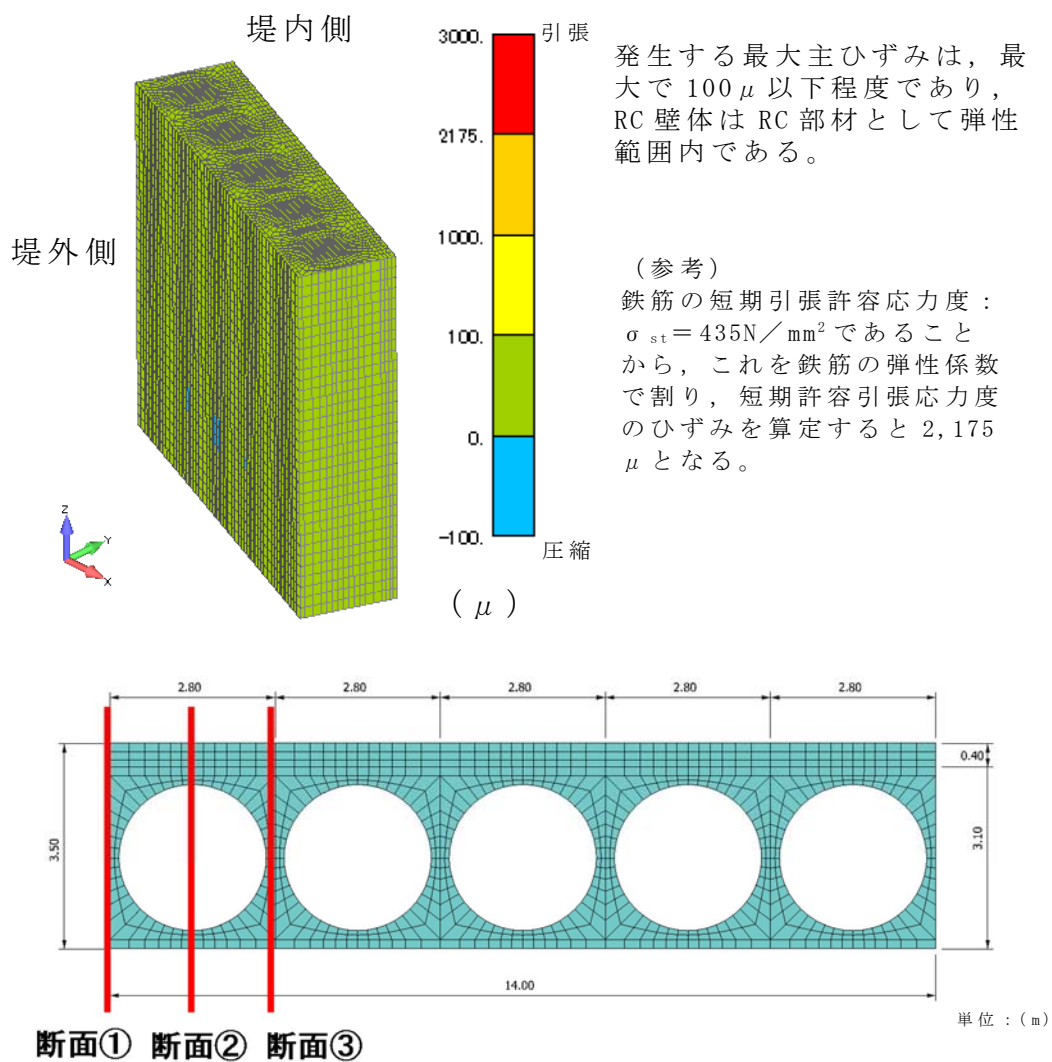 堤内側
堤外側
3000.
引張
2175.
1000.
100.
0.
-100.
圧縮
(μ)
Z
Y
X
発生する最大主ひずみは，最
大で100μ以下程度であり，
RC壁体はRC部材として弾性
範囲内である。
（参考）
鉄筋の短期引張許容応力度：
σst＝435N／mm²であること
から，これを鉄筋の弾性係数
で割り，短期許容引張応力度
のひずみを算定すると2,175
μとなる。
2.80 2.80 2.80 2.80 2.80
0.40
3.50
3.10
14.00
単位：(m)
断面① 断面② 断面③